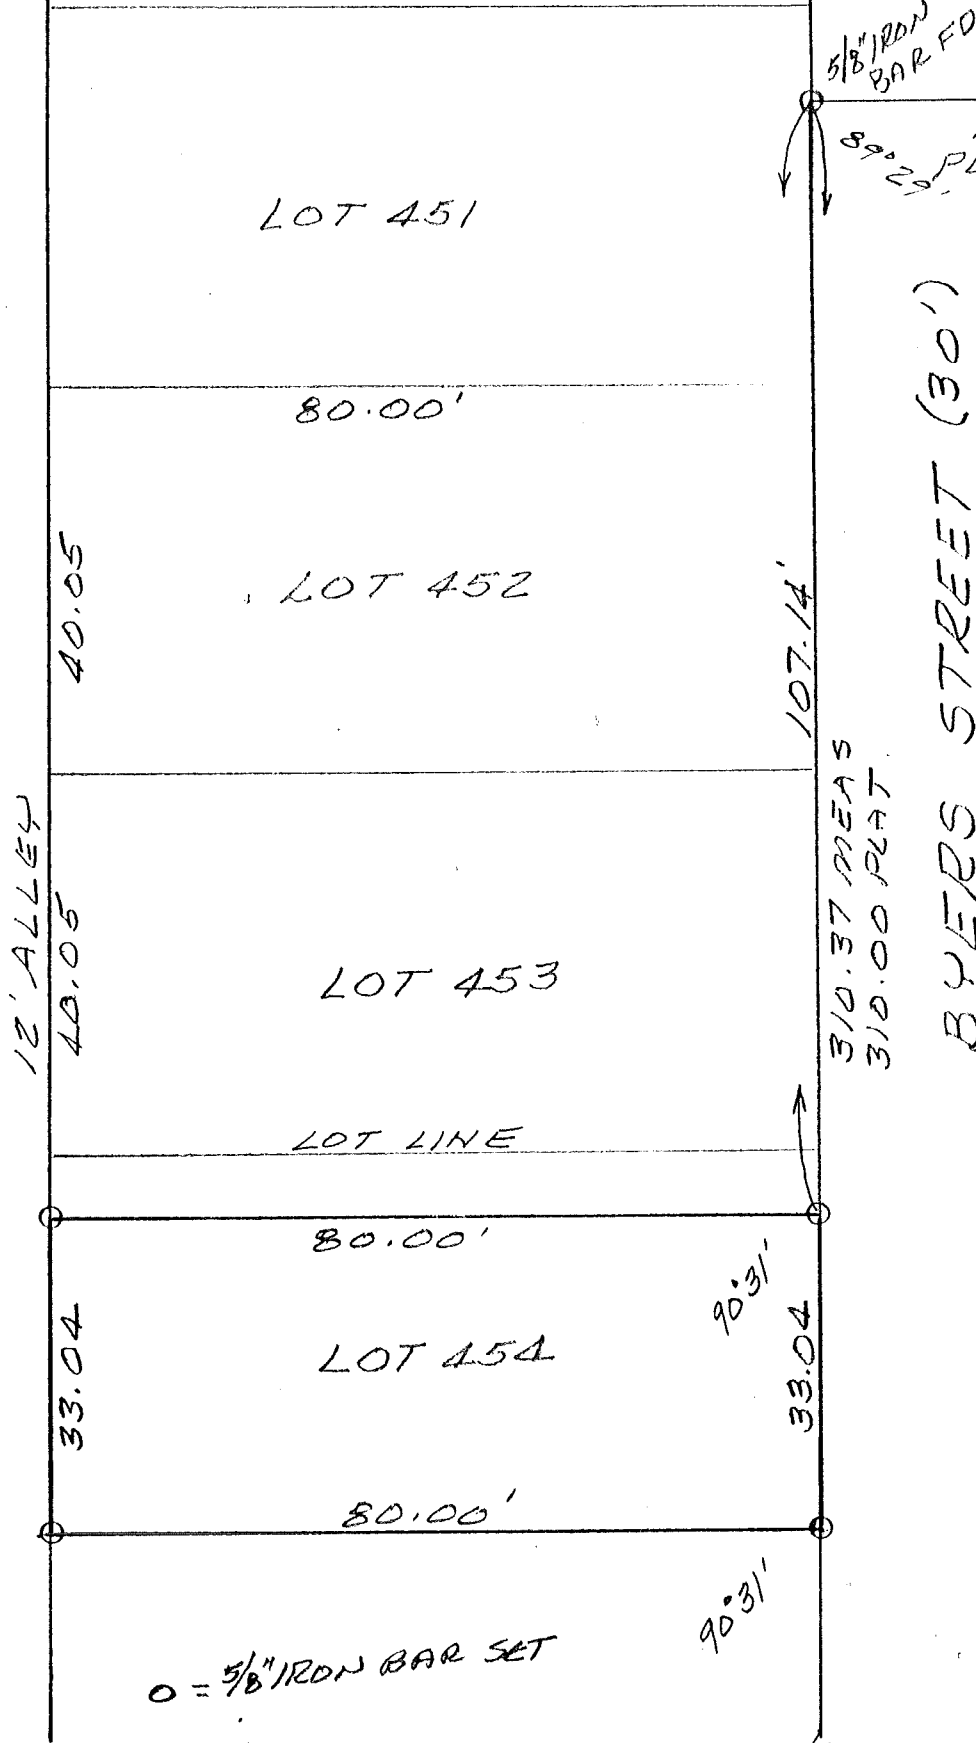 5/8" IRON
BAR FD
89°29'
LOT 451
80.00'
40.05
LOT 452
107.14'
BYERS STREET (30')
12' ALLEY
40.05
LOT 453
310.37 MEAS
310.00 PLAT
LOT LINE
80.00'
90°31'
33.04
LOT 454
33.04
80.00'
90°31'
O = 5/8" IRON BAR SET